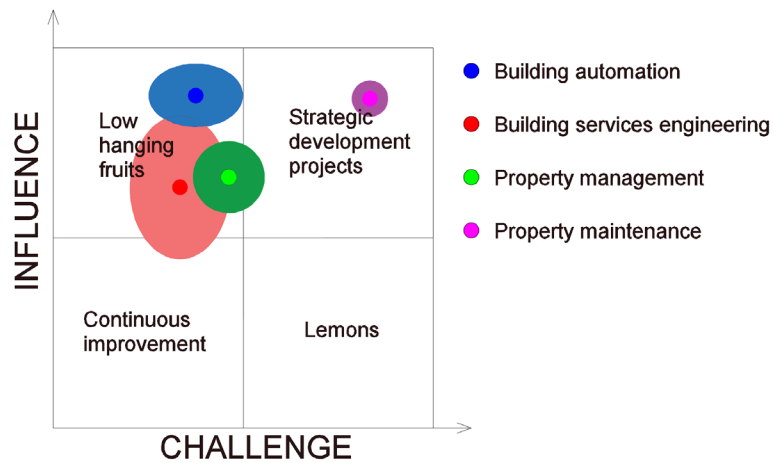 INFLUENCE
Low
hanging
fruits
Strategic
development
projects
Continuous
improvement
Lemons
CHALLENGE
Building automation
Building services engineering
Property management
Property maintenance